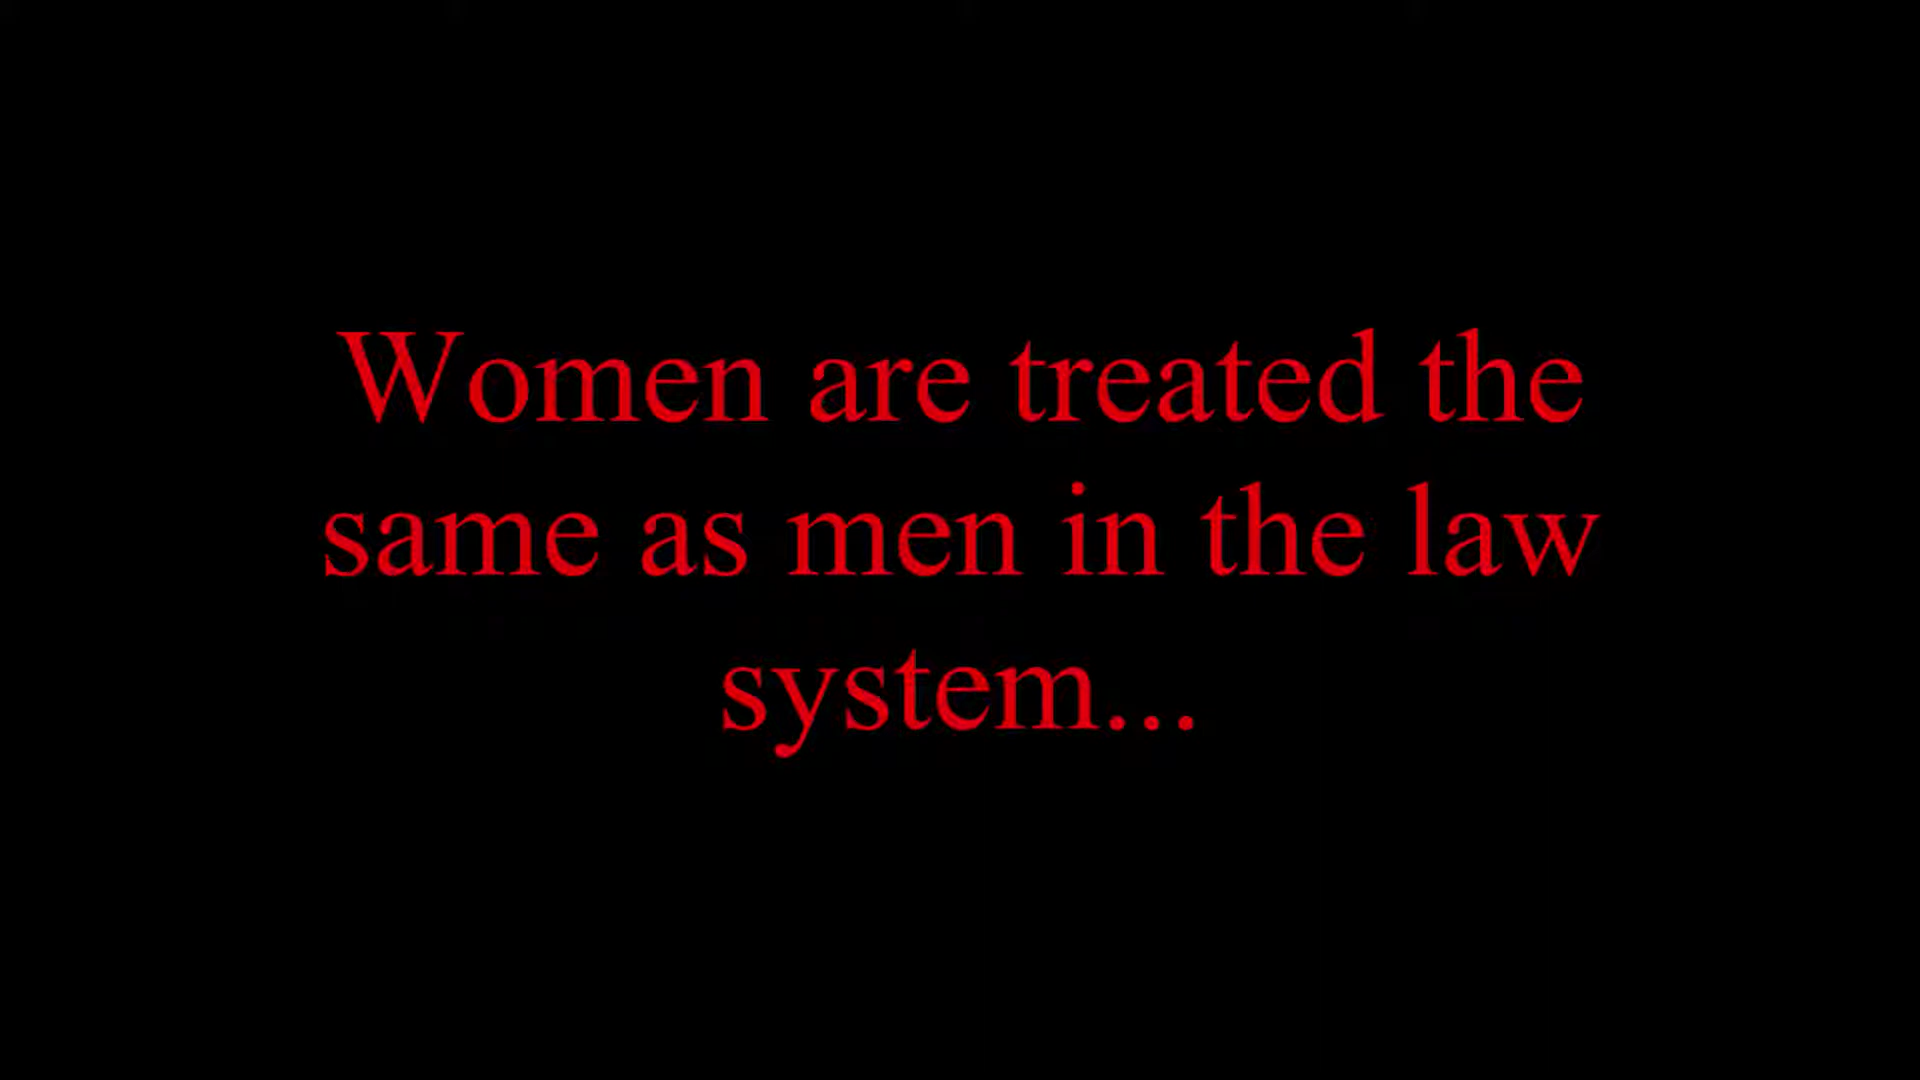 Women are treated the
same as men in the law
system...